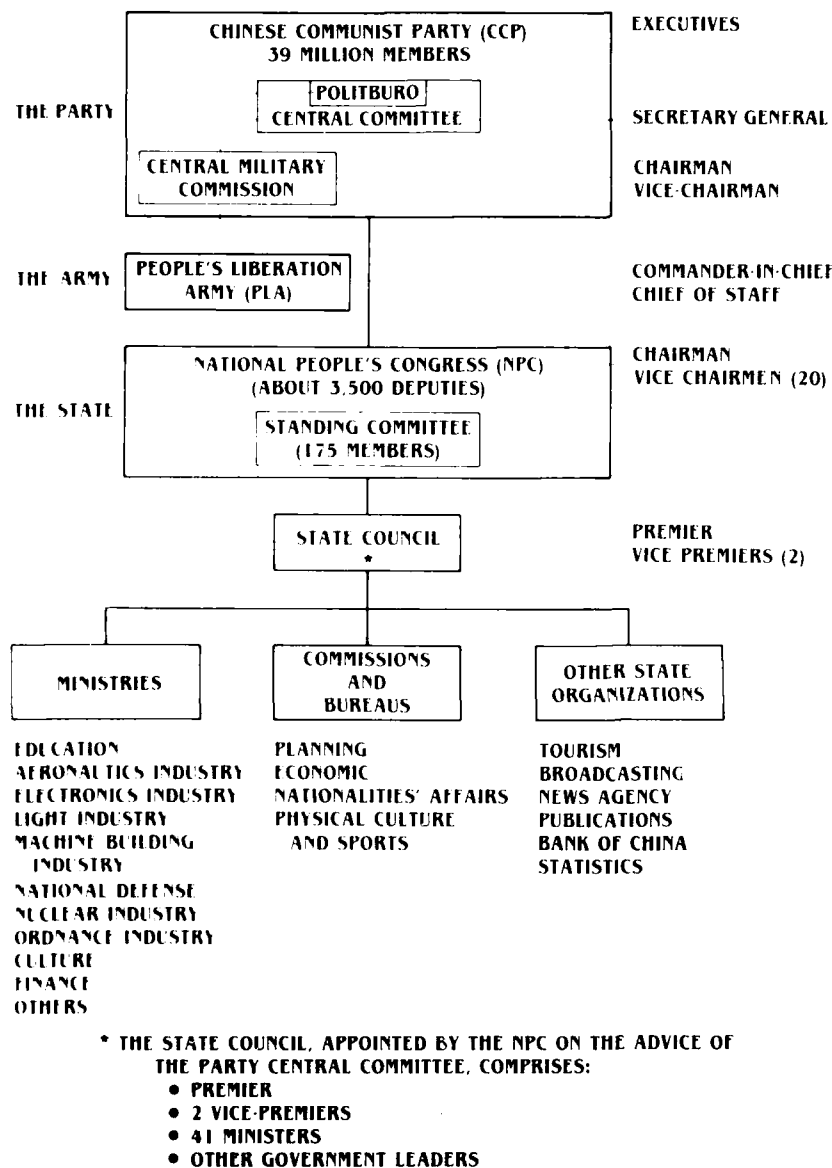 CHINESE COMMUNIST PARTY (CCP)
39 MILLION MEMBERS
EXECUTIVES
THE PARTY
POLITBURO
CENTRAL COMMITTEE
SECRETARY GENERAL
CENTRAL MILITARY
COMMISSION
CHAIRMAN
VICE-CHAIRMAN
THE ARMY
PEOPLE'S LIBERATION
ARMY (PLA)
COMMANDER-IN-CHIEF
CHIEF OF STAFF
THE STATE
NATIONAL PEOPLE'S CONGRESS (NPC)
(ABOUT 3,500 DEPUTIES)
STANDING COMMITTEE
(175 MEMBERS)
CHAIRMAN
VICE CHAIRMEN (20)
STATE COUNCIL
*
PREMIER
VICE PREMIERS (2)
MINISTRIES
EDUCATION
AERONAUTICS INDUSTRY
ELECTRONICS INDUSTRY
LIGHT INDUSTRY
MACHINE BUILDING
INDUSTRY
NATIONAL DEFENSE
NUCLEAR INDUSTRY
ORDNANCE INDUSTRY
CULTURE
FINANCE
OTHERS
COMMISSIONS
AND
BUREAUS
PLANNING
ECONOMIC
NATIONALITIES' AFFAIRS
PHYSICAL CULTURE
AND SPORTS
OTHER STATE
ORGANIZATIONS
TOURISM
BROADCASTING
NEWS AGENCY
PUBLICATIONS
BANK OF CHINA
STATISTICS
* THE STATE COUNCIL, APPOINTED BY THE NPC ON THE ADVICE OF
THE PARTY CENTRAL COMMITTEE, COMPRISES:
• PREMIER
• 2 VICE-PREMIERS
• 41 MINISTERS
• OTHER GOVERNMENT LEADERS